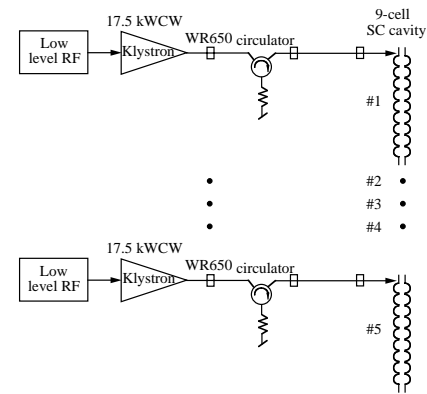 9-cell
SC cavity
17.5 kWCW
WR650 circulator
Low
level RF
Klystron
#1
#2
#3
#4
17.5 kWCW
WR650 circulator
Low
level RF
Klystron
#5